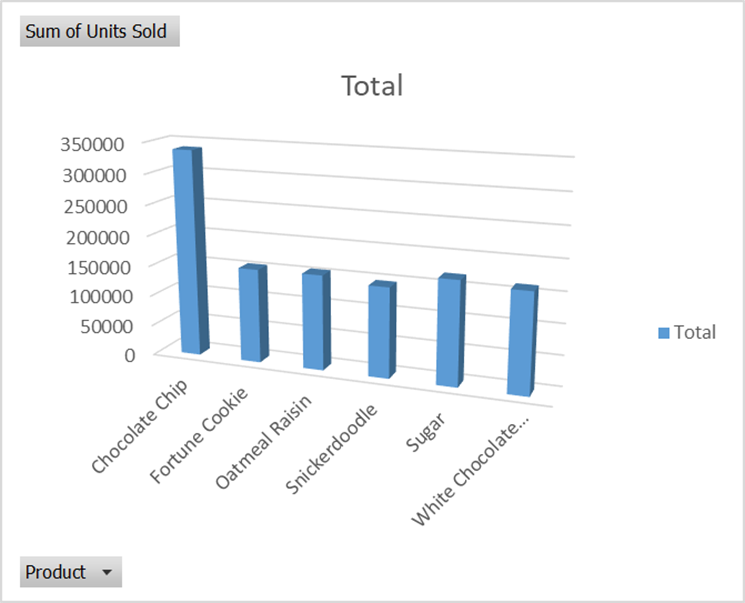 Sum of Units Sold
Total
350000
300000
250000
200000
150000
100000
50000
0
Chocolate Chip
Fortune Cookie
Oatmeal Raisin
Snickerdoodle
Sugar
White Chocolate...
Total
Product